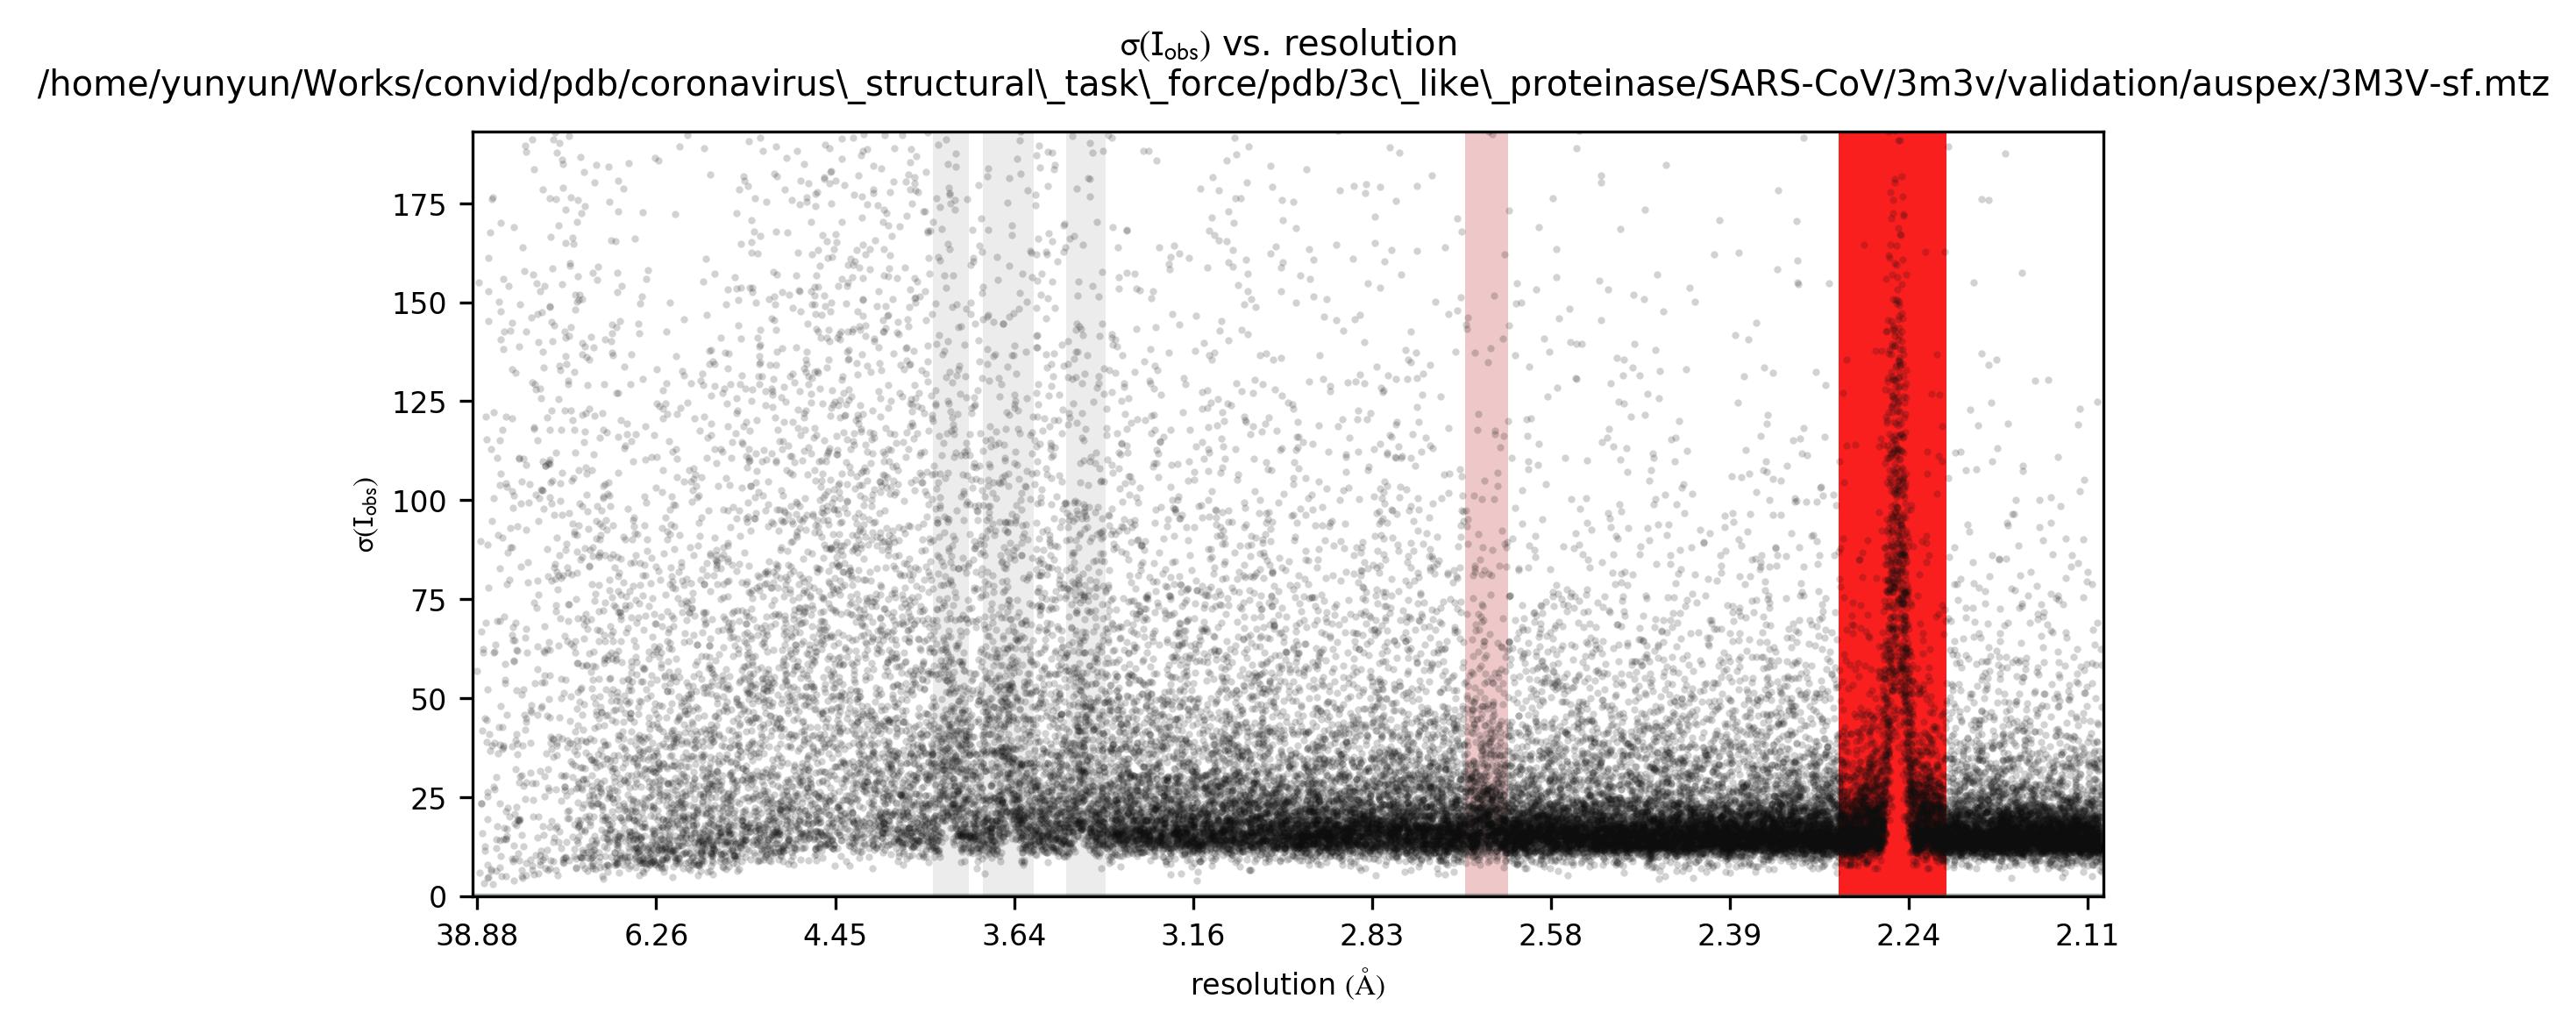 σ(I_obs) vs. resolution
/home/yunyun/Works/convid/pdb/coronavirus\_structural\_task\_force/pdb/3c\_like\_proteinase/SARS-CoV/3m3v/validation/auspex/3M3V-sf.mtz
175
150
125
100
75
50
25
0
σ(I_obs)
38.88 6.26 4.45 3.64 3.16 2.83 2.58 2.39 2.24 2.11
resolution (Å)